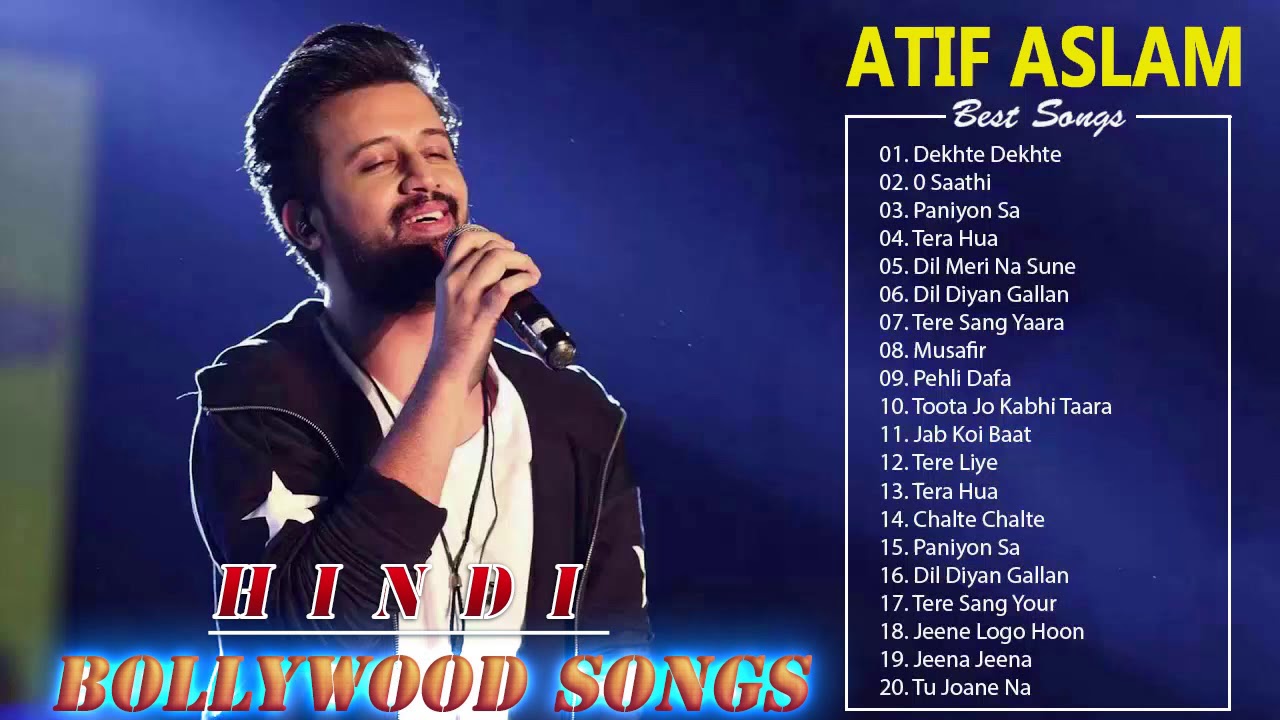 ATIF ASLAM
Best Songs
01. Dekhte Dekhte
02. 0 Saathi
03. Paniyon Sa
04. Tera Hua
05. Dil Meri Na Sune
06. Dil Diyan Gallan
07. Tere Sang Yaara
08. Musafir
09. Pehli Dafa
10. Toota Jo Kabhi Taara
11. Jab Koi Baat
12. Tere Liye
13. Tera Hua
14. Chalte Chalte
15. Paniyon Sa
16. Dil Diyan Gallan
17. Tere Sang Your
18. Jeene Logo Hoon
19. Jeena Jeena
20. Tu Joane Na
HINDI
BOLLYWOOD SONGS